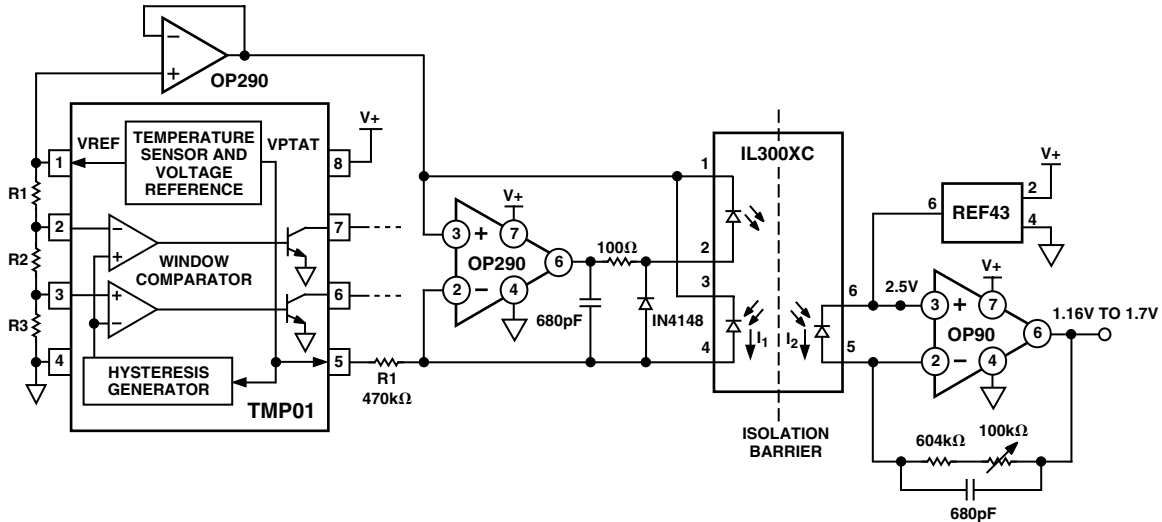 OP290
TEMPERATURE
SENSOR AND
VOLTAGE
REFERENCE
VREF
VPTAT
V+
1
8
R1
2
7
WINDOW
COMPARATOR
R2
3
6
R3
4
5
HYSTERESIS
GENERATOR
TMP01
R1
470kΩ
V+
3
+
7
OP290
6
2
−
4
100Ω
680pF
IN4148
IL300XC
1
2
3
4
I1
I2
6
5
ISOLATION
BARRIER
REF43
6
2
V+
4
2.5V
V+
3
+
7
OP90
6
2
−
4
1.16V TO 1.7V
604kΩ
100kΩ
680pF